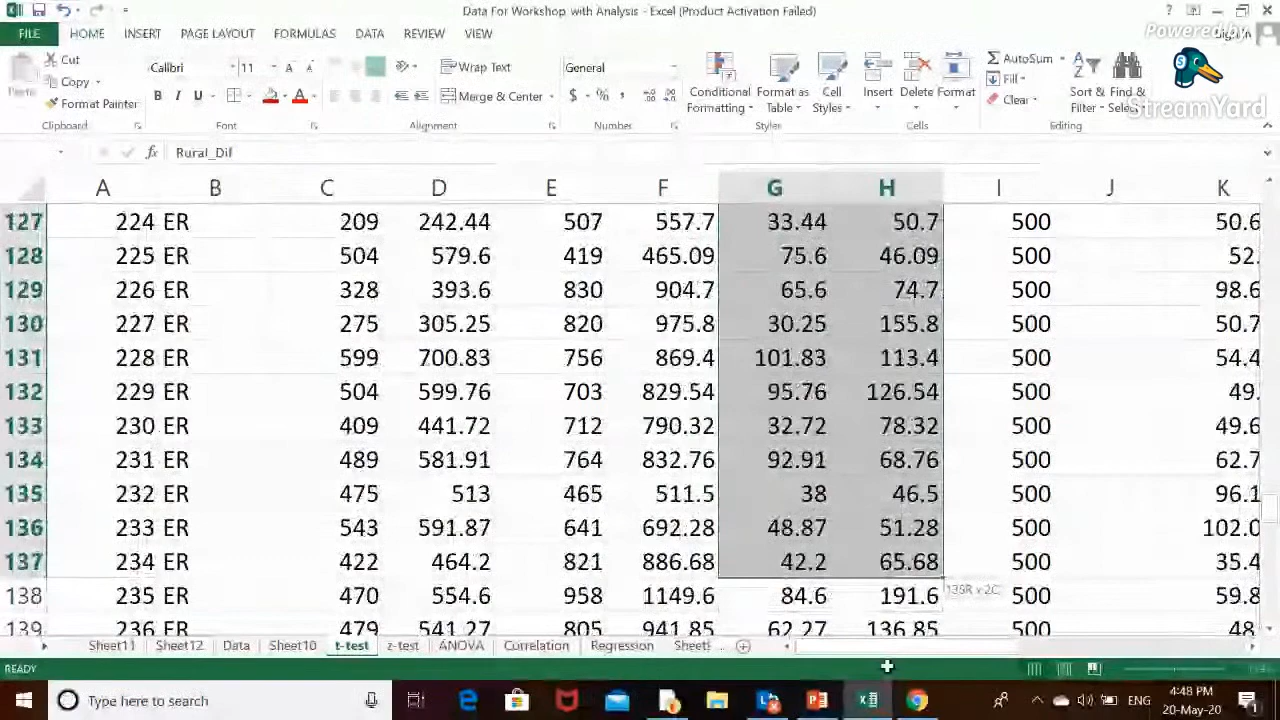 Data For Workshop with Analysis - Excel (Product Activation Failed)
?
Powered by
FILE HOME INSERT PAGE LAYOUT FORMULAS DATA REVIEW VIEW
Cut
Copy
Format Painter
Paste
Calibri 11
B I U
Wrap Text
Merge & Center
General
$ % ,
Conditional Formatting
Format as Table
Cell Styles
Insert Delete Format
AutoSum
Fill
Clear
Sort & Filter
Find & Select
StreamYard
Clipboard Font Alignment Number Styles Cells Editing
fx Rural_Dif
A B C D E F G H I J K
127 224 ER 209 242.44 507 557.7 33.44 50.7 500 50.6
128 225 ER 504 579.6 419 465.09 75.6 46.09 500 52.
129 226 ER 328 393.6 830 904.7 65.6 74.7 500 98.6
130 227 ER 275 305.25 820 975.8 30.25 155.8 500 50.7
131 228 ER 599 700.83 756 869.4 101.83 113.4 500 54.4
132 229 ER 504 599.76 703 829.54 95.76 126.54 500 49.
133 230 ER 409 441.72 712 790.32 32.72 78.32 500 49.6
134 231 ER 489 581.91 764 832.76 92.91 68.76 500 62.7
135 232 ER 475 513 465 511.5 38 46.5 500 96.1
136 233 ER 543 591.87 641 692.28 48.87 51.28 500 102.0
137 234 ER 422 464.2 821 886.68 42.2 65.68 500 35.4
138 235 ER 470 554.6 958 1149.6 84.6 191.6 500 59.8
135R x 2C
139 236 ER 479 541.27 805 941.85 62.27 136.85 500 48
Sheet11 Sheet12 Data Sheet10 t-test z-test ANOVA Correlation Regression Sheet! ...
READY
Type here to search
ENG
4:48 PM
20-May-20
1